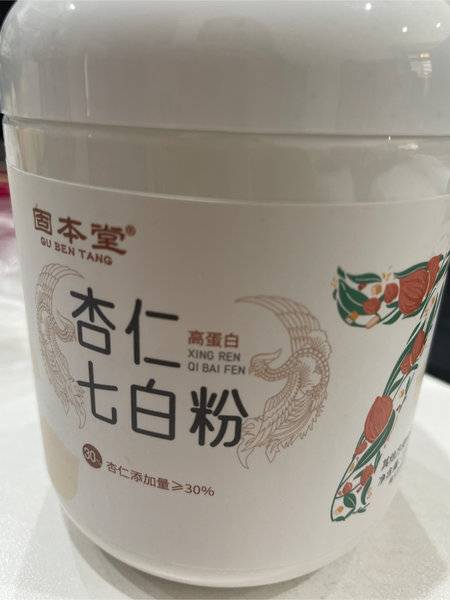 固本堂®
GU BEN TANG
杏仁
高蛋白
XING REN
QI BAI FEN
七白粉
30%
杏仁添加量≥30%